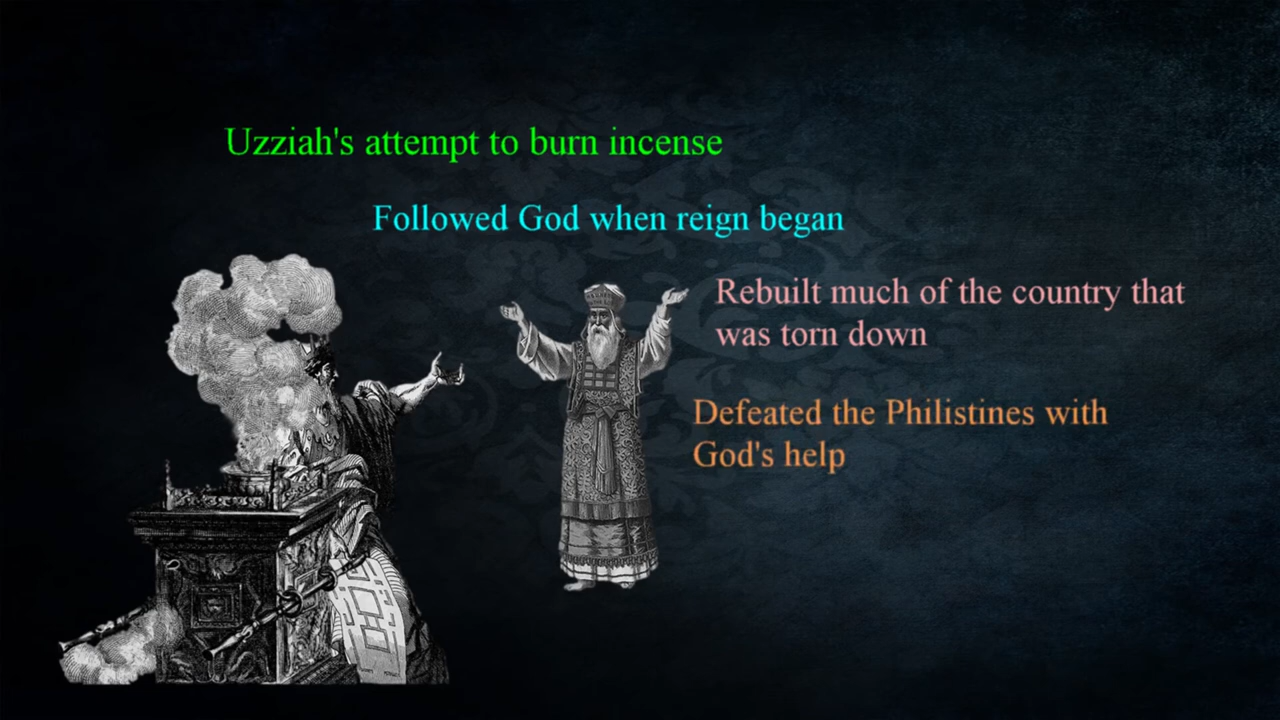 Uzziah's attempt to burn incense
Followed God when reign began
Rebuilt much of the country that
was torn down
Defeated the Philistines with
God's help